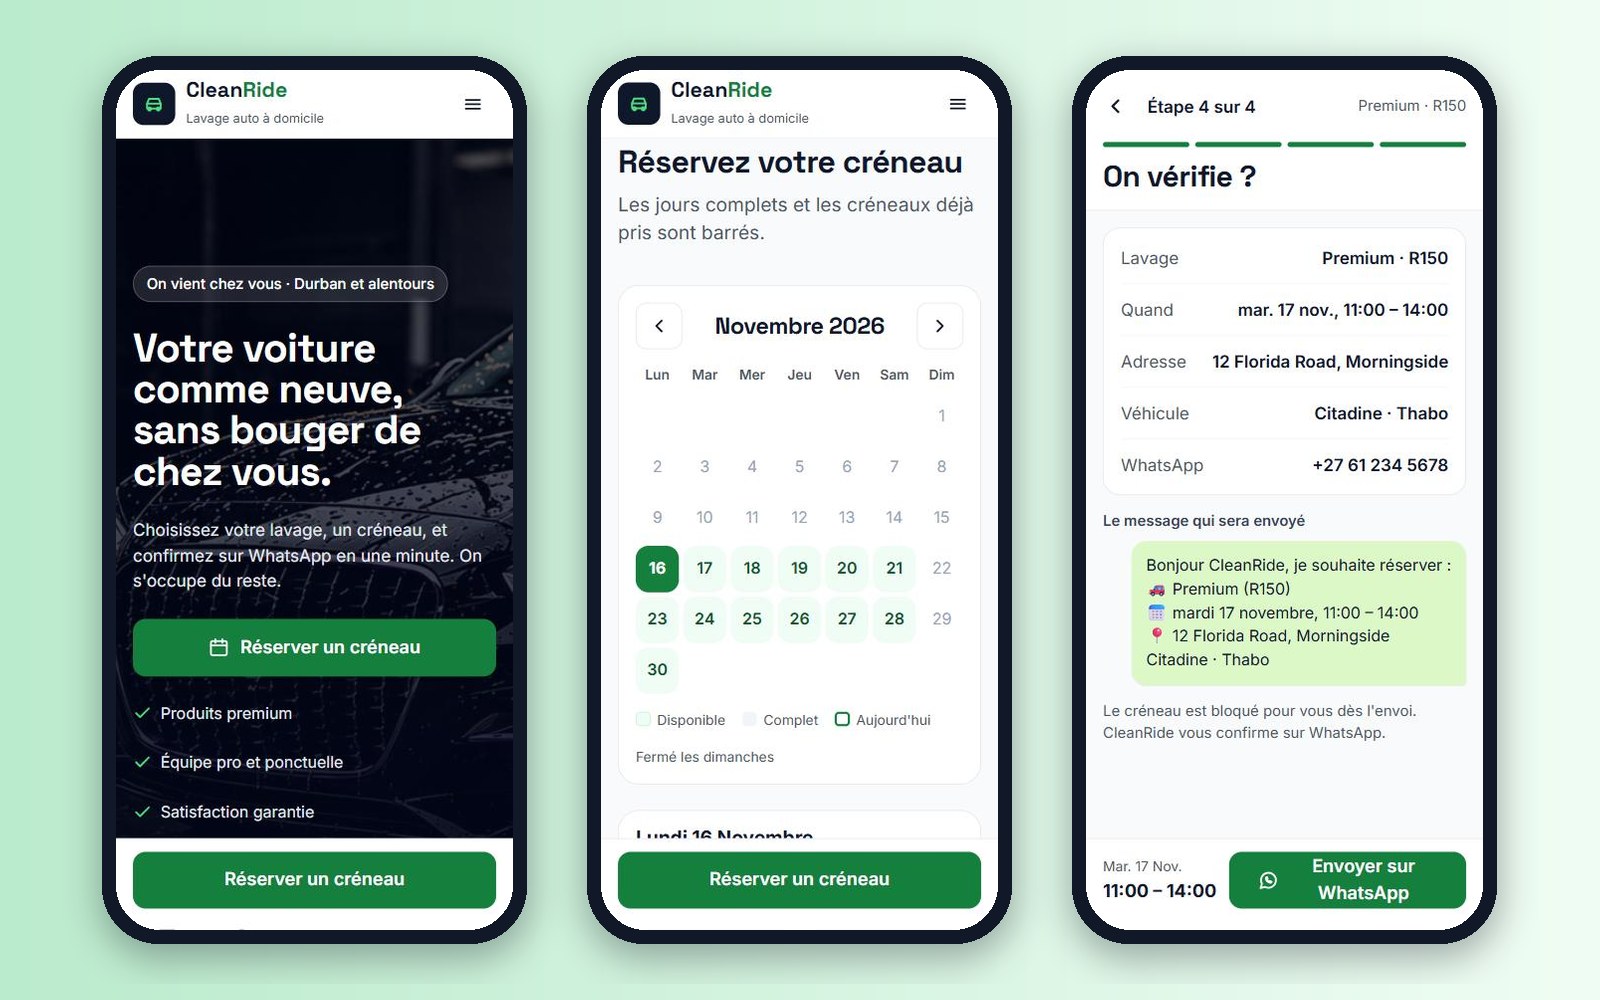 CleanRide
Lavage auto à domicile
On vient chez vous · Durban et alentours
Votre voiture
comme neuve,
sans bouger de
chez vous.
Choisissez votre lavage, un créneau, et
confirmez sur WhatsApp en une minute. On
s'occupe du reste.
Réserver un créneau
Produits premium
Équipe pro et ponctuelle
Satisfaction garantie
Réserver un créneau
CleanRide
Lavage auto à domicile
Réservez votre créneau
Les jours complets et les créneaux déjà
pris sont barrés.
Novembre 2026
Lun Mar Mer Jeu Ven Sam Dim
1
2 3 4 5 6 7 8
9 10 11 12 13 14 15
16 17 18 19 20 21 22
23 24 25 26 27 28 29
30
Disponible Complet Aujourd'hui
Fermé les dimanches
Lundi 16 Novembre
Réserver un créneau
Étape 4 sur 4 Premium · R150
On vérifie ?
Lavage Premium · R150
Quand mar. 17 nov., 11:00 – 14:00
Adresse 12 Florida Road, Morningside
Véhicule Citadine · Thabo
WhatsApp +27 61 234 5678
Le message qui sera envoyé
Bonjour CleanRide, je souhaite réserver :
🚗 Premium (R150)
🗓️ mardi 17 novembre, 11:00 – 14:00
📍 12 Florida Road, Morningside
Citadine · Thabo
Le créneau est bloqué pour vous dès l'envoi.
CleanRide vous confirme sur WhatsApp.
Mar. 17 Nov.
11:00 – 14:00
Envoyer sur
WhatsApp